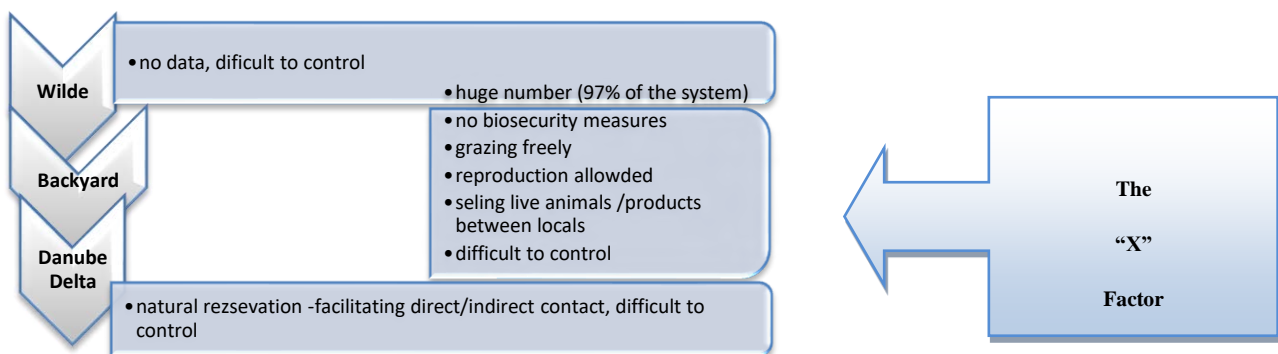 Wilde
•no data, dificult to control
Backyard
•huge number (97% of the system)
•no biosecurity measures
•grazing freely
•reproduction allowded
•seling live animals /products
between locals
•difficult to control
Danube
Delta
•natural rezsevation -facilitating direct/indirect contact, difficult to
control
The
“X”
Factor